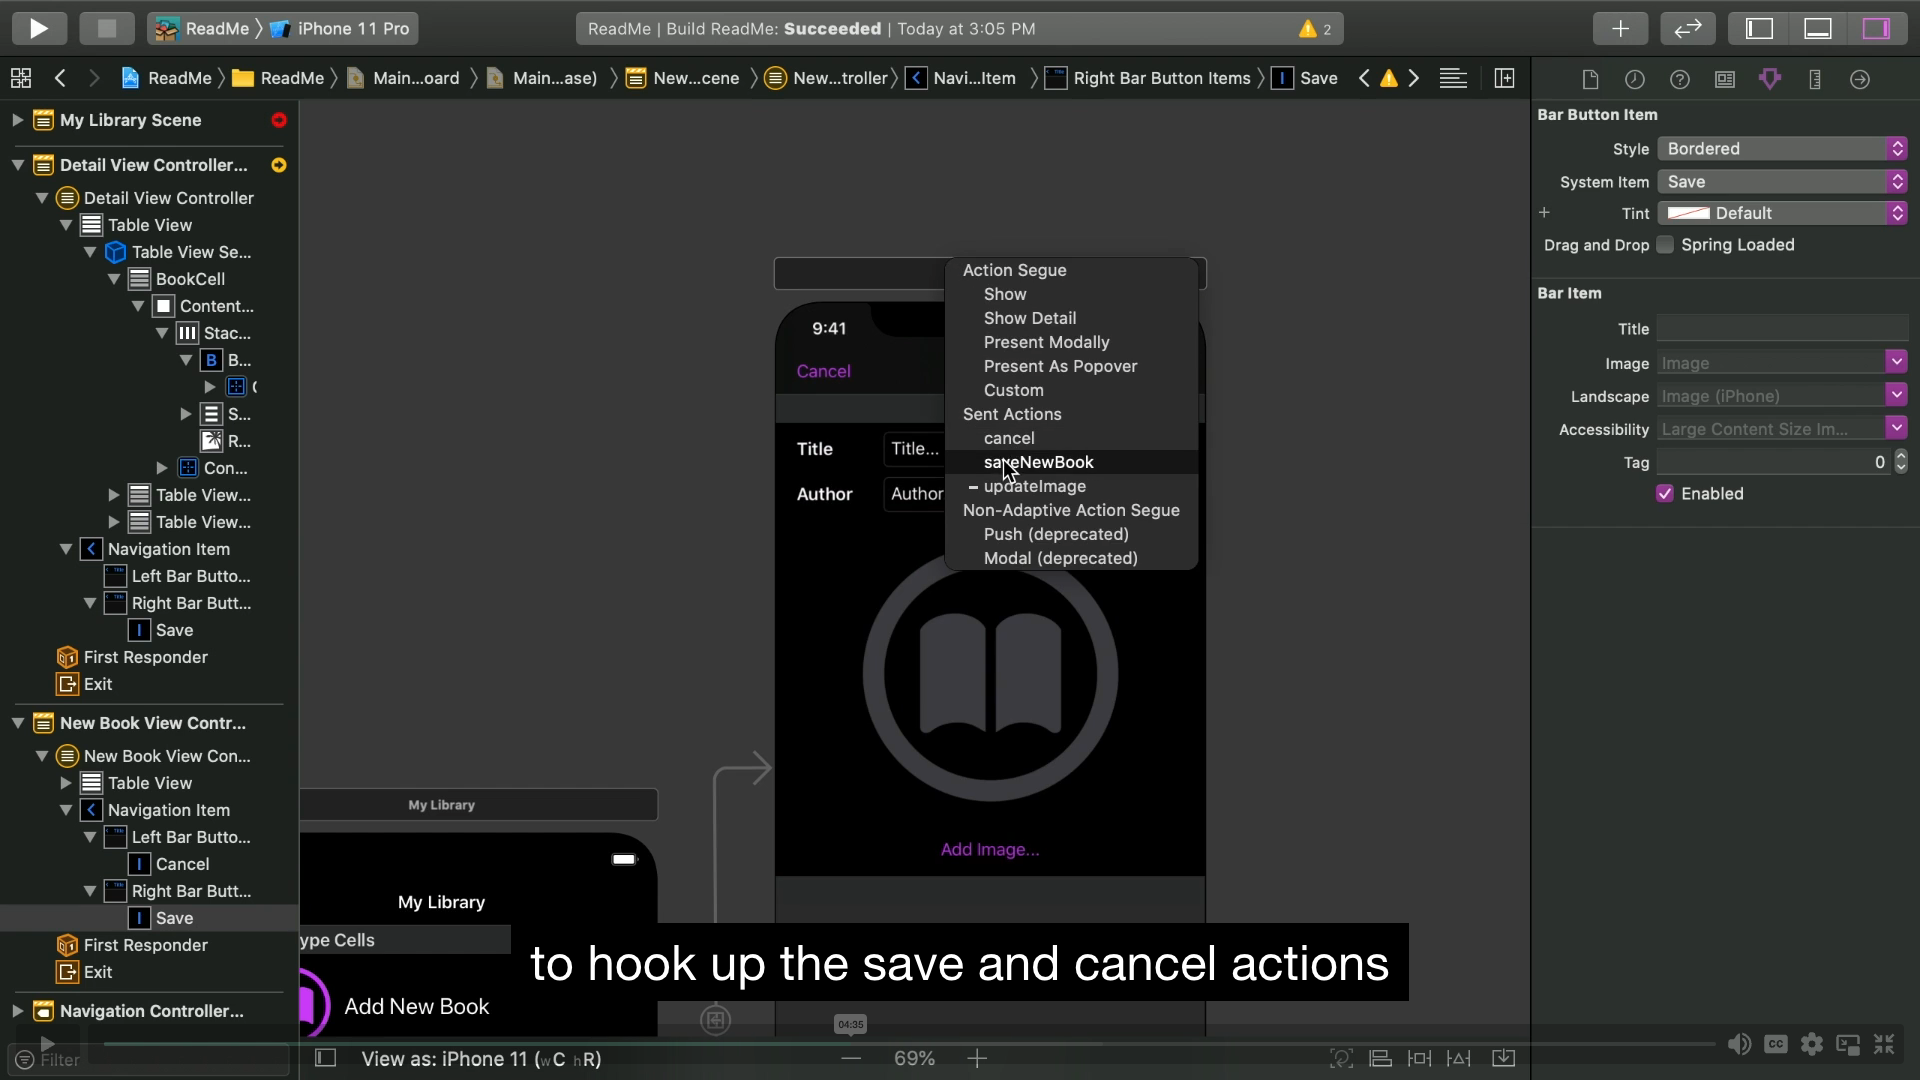 ReadMe 〉 iPhone 11 Pro
ReadMe | Build ReadMe: Succeeded | Today at 3:05 PM
2
ReadMe 〉 ReadMe 〉 Main...oard 〉 Main...ase) 〉 New...cene 〉 New...troller 〉 Navi...Item 〉 Right Bar Button Items 〉 Save
My Library Scene
Detail View Controller...
Detail View Controller
Table View
Table View Se...
BookCell
Content...
Stac...
B...
S...
R...
Con...
Table View...
Table View...
Navigation Item
Left Bar Butto...
Right Bar Butt...
Save
First Responder
Exit
New Book View Contr...
New Book View Con...
Table View
Navigation Item
Left Bar Butto...
Cancel
Right Bar Butt...
Save
First Responder
Exit
Navigation Controller...
Filter
9:41
Cancel
Title
Title...
Author
Author
Add Image...
Action Segue
Show
Show Detail
Present Modally
Present As Popover
Custom
Sent Actions
cancel
saveNewBook
updateImage
Non-Adaptive Action Segue
Push (deprecated)
Modal (deprecated)
My Library
My Library
ype Cells
Add New Book
to hook up the save and cancel actions
04:35
View as: iPhone 11 (wC hR)
69%
CC
Bar Button Item
Style Bordered
System Item Save
Tint Default
Drag and Drop Spring Loaded
Bar Item
Title
Image Image
Landscape Image (iPhone)
Accessibility Large Content Size Im...
Tag 0
Enabled